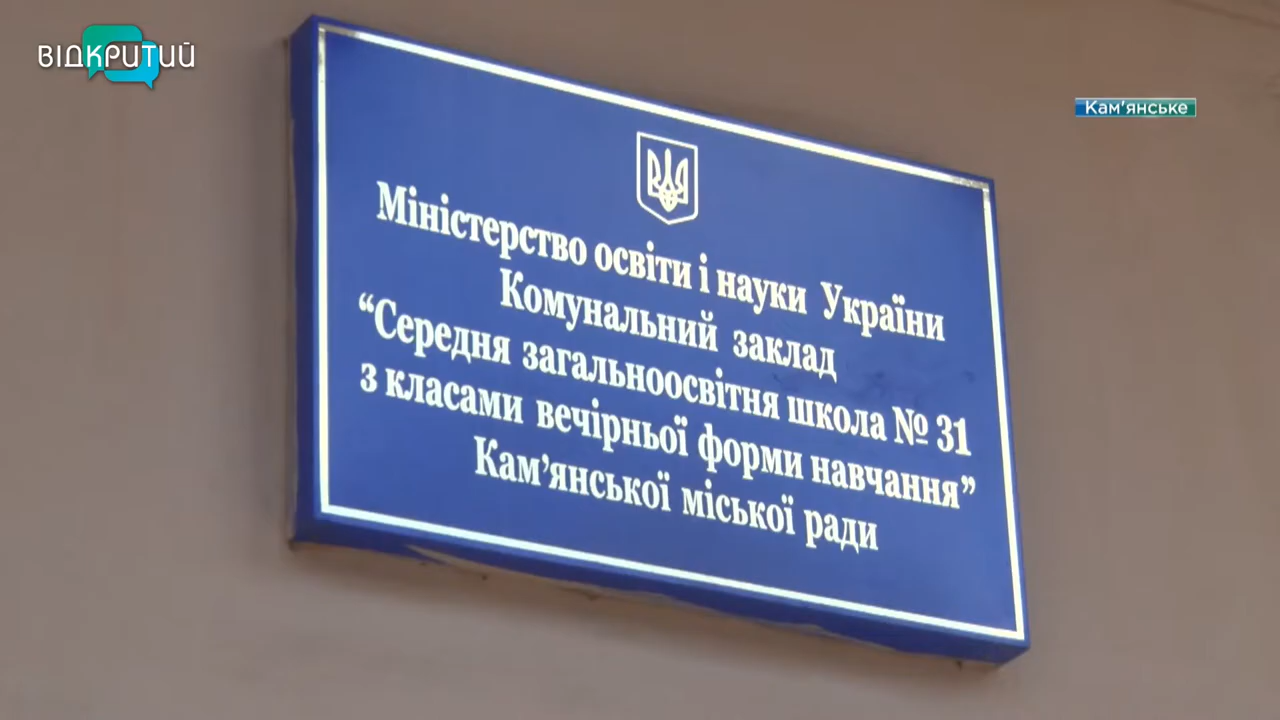 ВІДКРИТИЙ
Кам'янське
Міністерство освіти і науки України
Комунальний заклад
“Середня загальноосвітня школа № 31
з класами вечірньої форми навчання”
Кам’янської міської ради